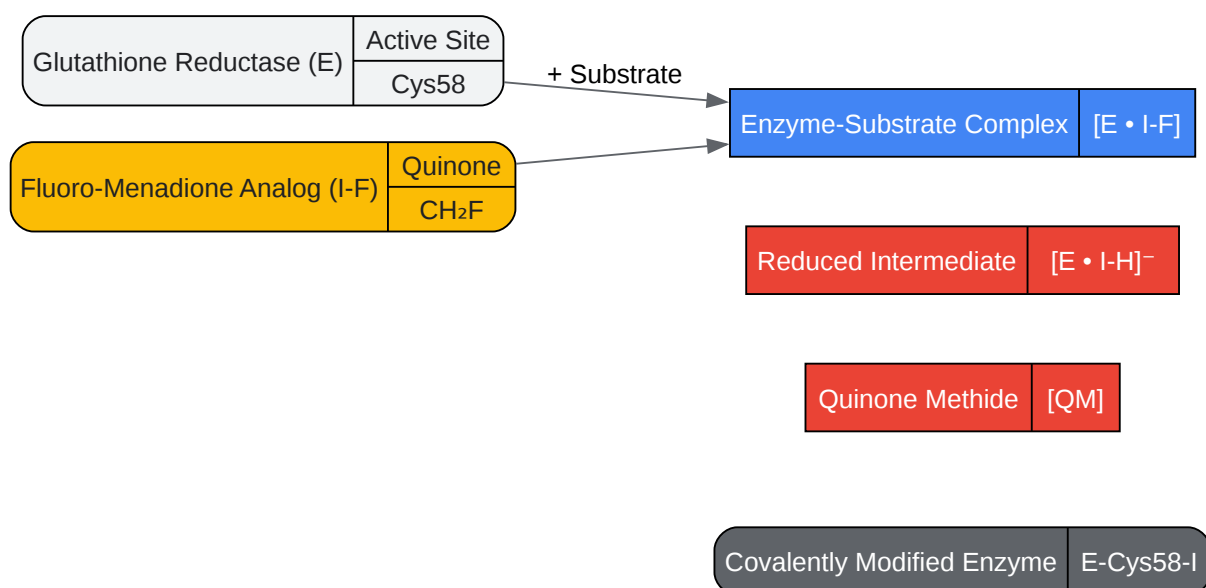 Glutathione Reductase (E)
Active Site
Cys58
+ Substrate
Enzyme-Substrate Complex
[E • I-F]
Fluoro-Menadione Analog (I-F)
Quinone
CH₂F
Reduced Intermediate
[E • I-H]⁻
Quinone Methide
[QM]
Covalently Modified Enzyme
E-Cys58-I